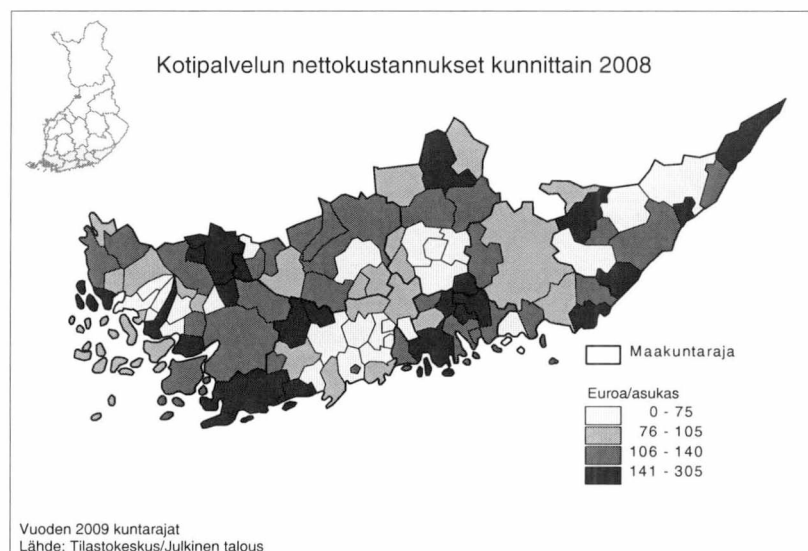 Kotipalvelun nettokustannukset kunnittain 2008
Maakuntaraja
Euroa/asukas
0 - 75
76 - 105
106 - 140
141 - 305
Vuoden 2009 kuntarajat
Lähde: Tilastokeskus/Julkinen talous